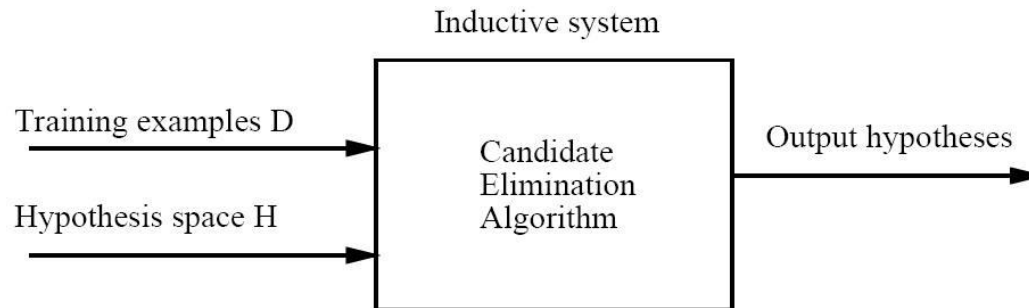 Inductive system
Training examples D
Hypothesis space H
Candidate
Elimination
Algorithm
Output hypotheses